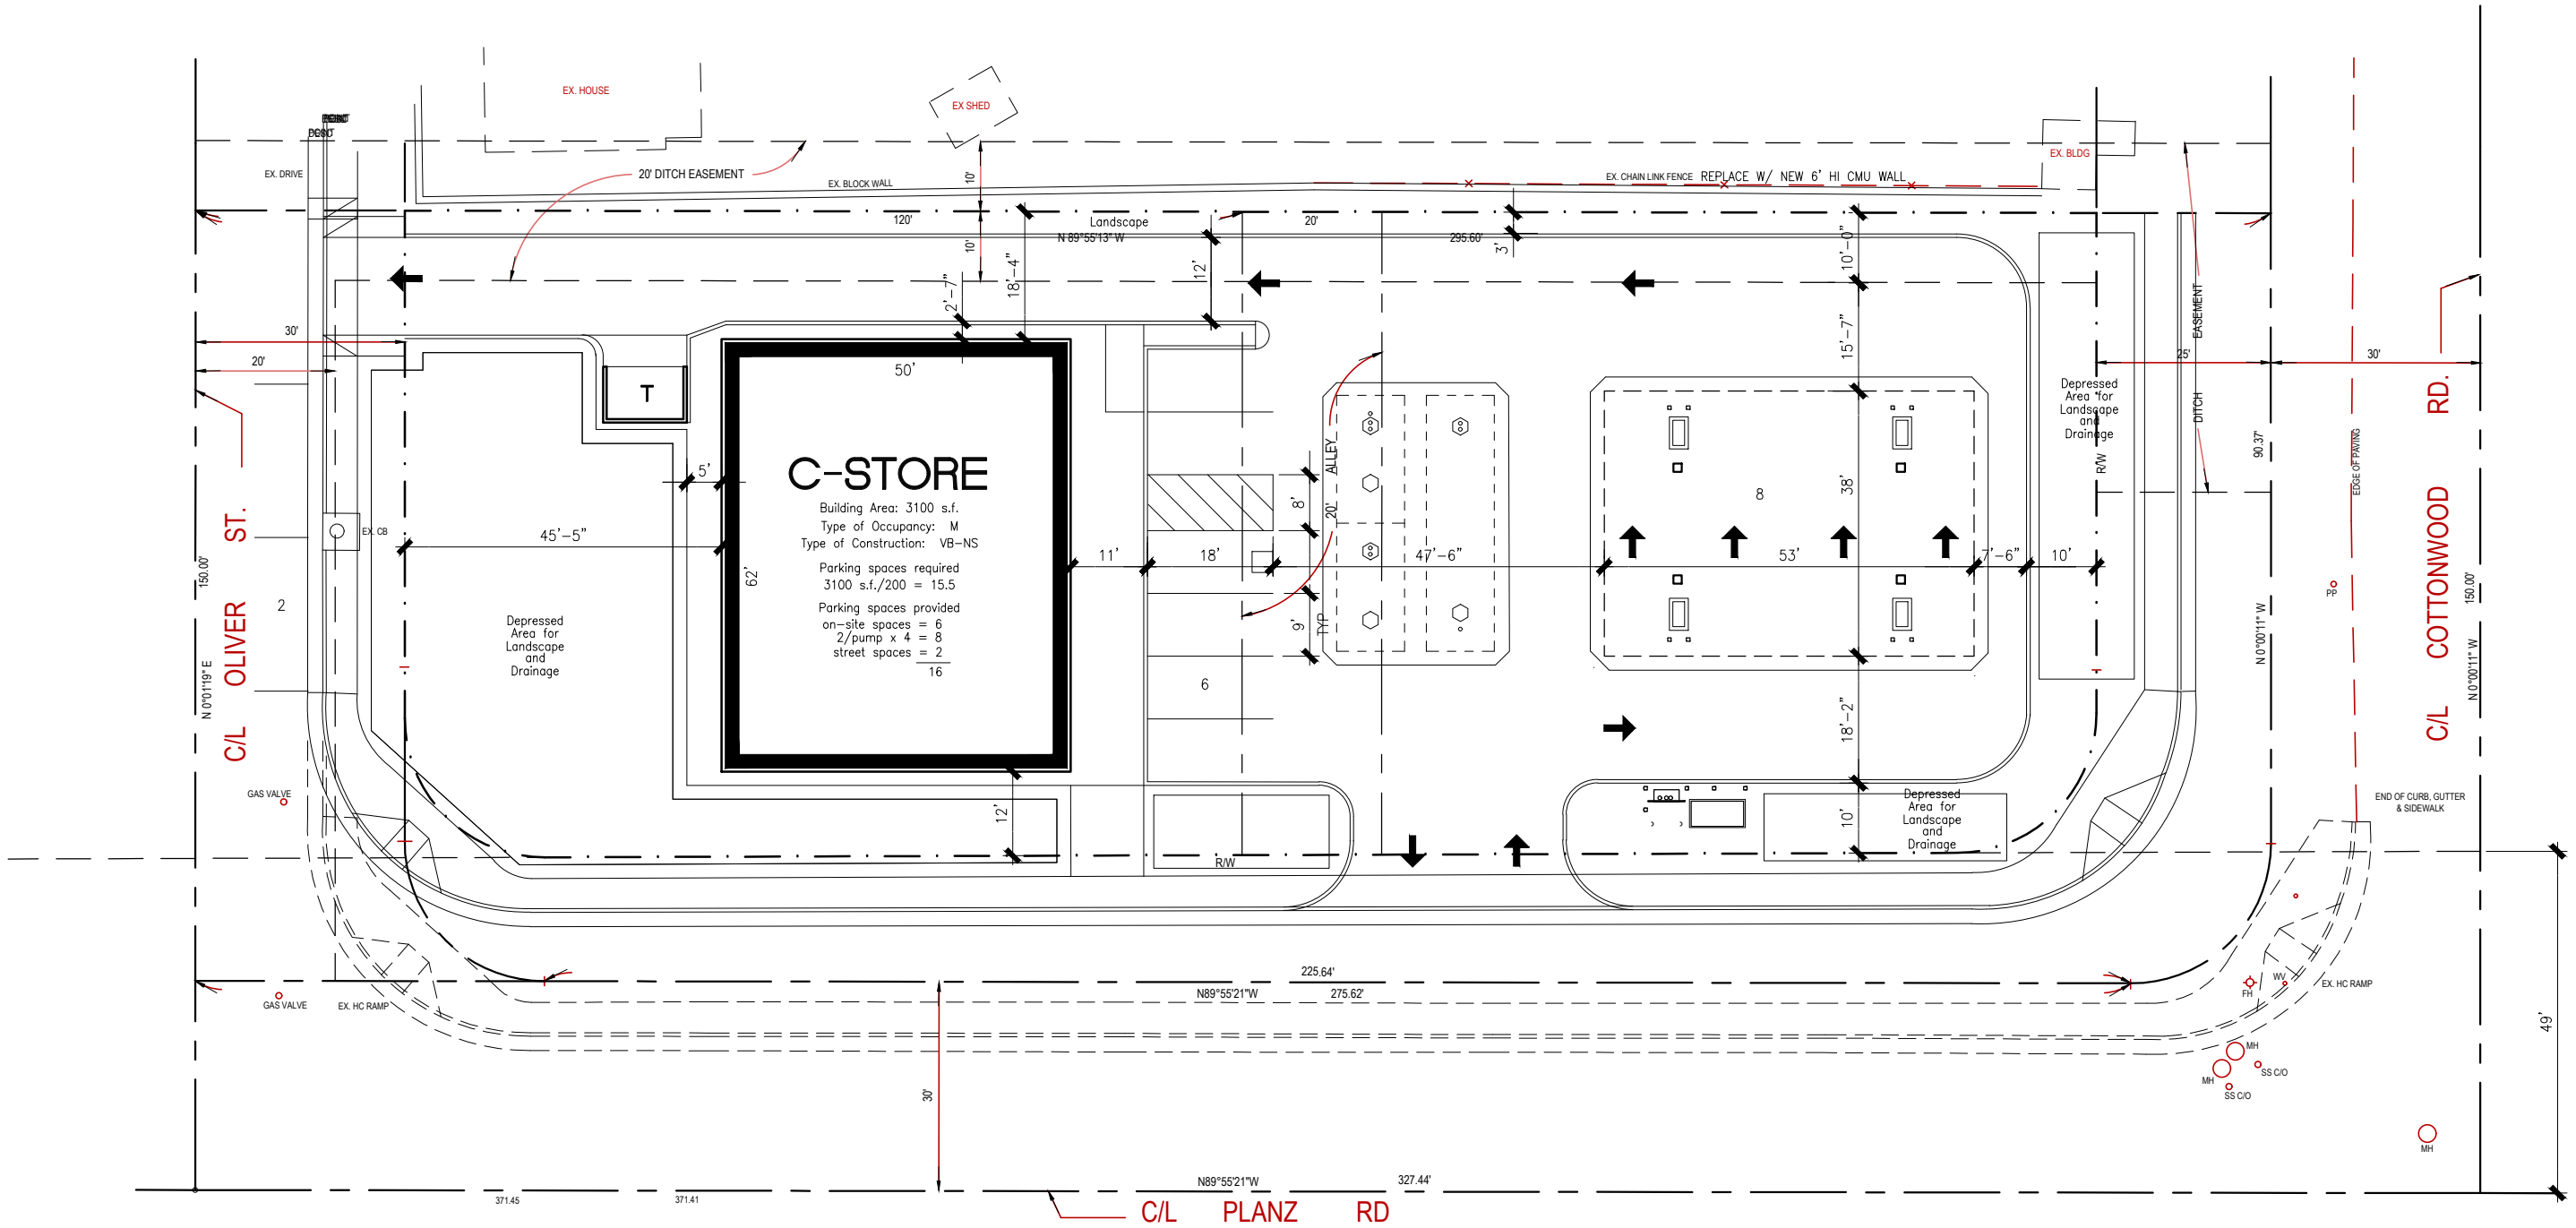 EX. HOUSE
EX SHED
EX. DRIVE
20' DITCH EASEMENT
EX. BLOCK WALL
10'
EX. CHAIN LINK FENCE
REPLACE W/ NEW 6' HI CMU WALL
EX. BLDG
120'
Landscape
20'
N 89°55'13" W
295.60'
10'
3'
10'-0"
12'
18'-4"
2'-7"
15'-7"
30'
20'
25'
30'
50'
T
C-STORE
Building Area: 3100 s.f.
Type of Occupancy: M
Type of Construction: VB-NS
Parking spaces required
3100 s.f./200 = 15.5
Parking spaces provided
on-site spaces = 6
2/pump x 4 = 8
street spaces = 2
16
62'
5'
45'-5"
11'
18'
8'
9'
TYP
20' ALLEY
47'-6"
8
38'
53'
7'-6"
10'
6
18'-2"
10'
12'
Depressed
Area for
Landscape
and
Drainage
Depressed
Area for
Landscape
and
Drainage
Depressed
Area for
Landscape
and
Drainage
EX. CB
2
150.00'
N 0°01'19" E
C/L OLIVER ST.
DITCH EASEMENT
R/W
90.37'
N 0°00'11" W
EDGE OF PAVING
PP
C/L COTTONWOOD RD.
150.00'
N 0°00'11" W
GAS VALVE
GAS VALVE
EX. HC RAMP
R/W
END OF CURB, GUTTER
& SIDEWALK
225.64'
N89°55'21"W
275.62'
WV
FH
EX. HC RAMP
MH
MH
SS C/O
SS C/O
MH
49'
30'
371.45
371.41
N89°55'21"W
327.44'
C/L PLANZ RD